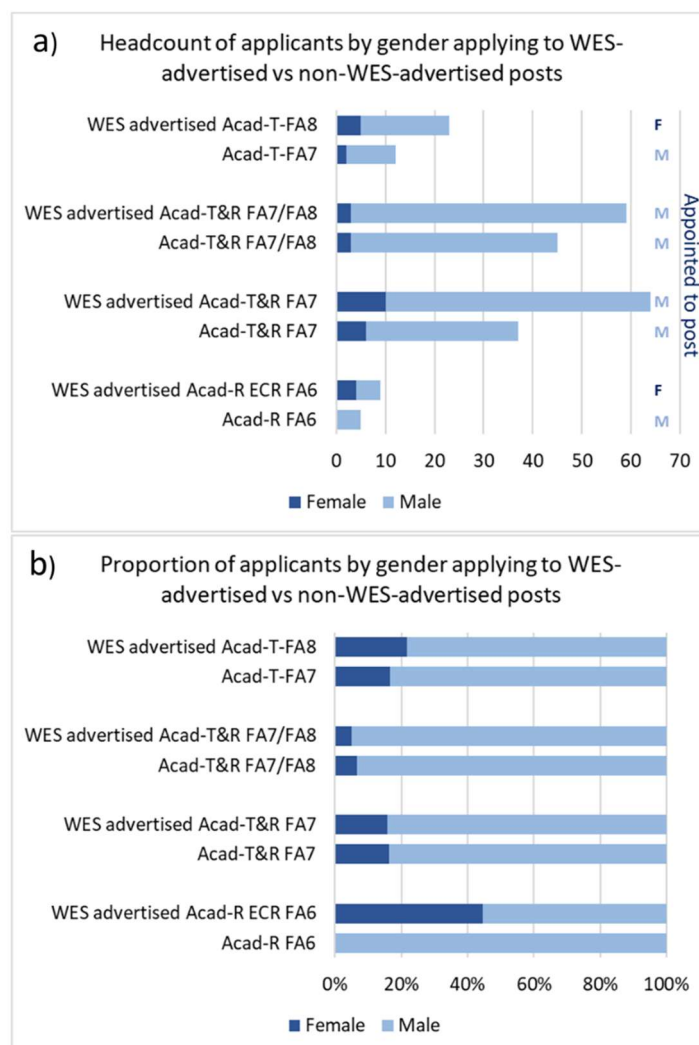 a) Headcount of applicants by gender applying to WES-
advertised vs non-WES-advertised posts
WES advertised Acad-T-FA8
F
Acad-T-FA7
M
WES advertised Acad-T&R FA7/FA8
M
Acad-T&R FA7/FA8
M
WES advertised Acad-T&R FA7
M
Acad-T&R FA7
M
WES advertised Acad-R ECR FA6
F
Acad-R FA6
M
Appointed to post
0 10 20 30 40 50 60 70
Female Male
b) Proportion of applicants by gender applying to WES-
advertised vs non-WES-advertised posts
WES advertised Acad-T-FA8
Acad-T-FA7
WES advertised Acad-T&R FA7/FA8
Acad-T&R FA7/FA8
WES advertised Acad-T&R FA7
Acad-T&R FA7
WES advertised Acad-R ECR FA6
Acad-R FA6
0% 20% 40% 60% 80% 100%
Female Male